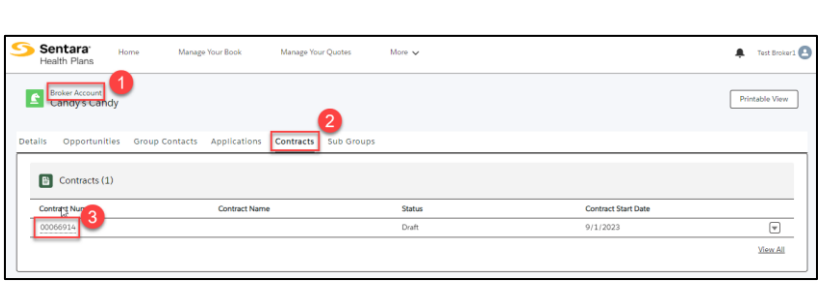 Sentara Health Plans
Home Manage Your Book Manage Your Quotes More
Test Broker1
1
Broker Account
Candy's Candy
Printable View
2
Details Opportunities Group Contacts Applications Contracts Sub Groups
Contracts (1)
Contract Num Contract Name Status Contract Start Date
3
00066914 Draft 9/1/2023
View All